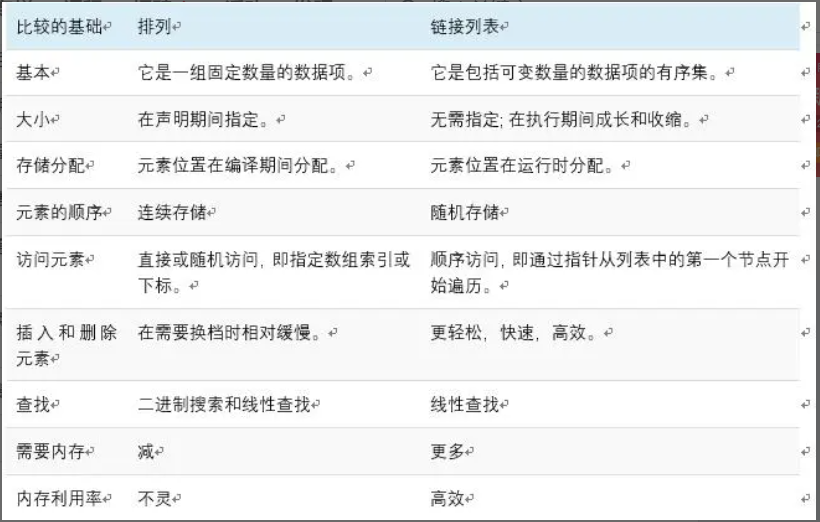 比较的基础 排列 链接列表
基本 它是一组固定数量的数据项。 它是包括可变数量的数据项的有序集。
大小 在声明期间指定。 无需指定; 在执行期间成长和收缩。
存储分配 元素位置在编译期间分配。 元素位置在运行时分配。
元素的顺序 连续存储 随机存储
访问元素 直接或随机访问, 即指定数组索引或 顺序访问, 即通过指针从列表中的第一个节点开
下标。 始遍历。
插入和删除 在需要换档时相对缓慢。 更轻松，快速，高效。
元素
查找 二进制搜索和线性查找 线性查找
需要内存 减 更多
内存利用率 不灵 高效